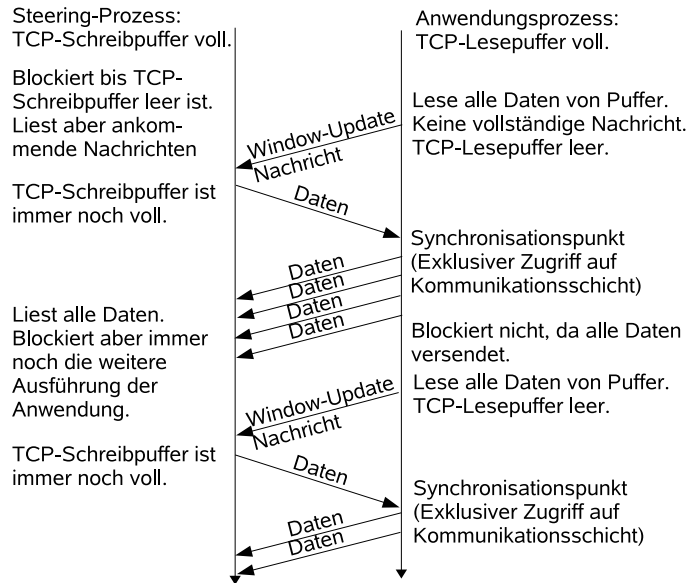 Steering-Prozess:
TCP-Schreibpuffer voll.
Anwendungsprozess:
TCP-Lesepuffer voll.
Blockiert bis TCP-
Schreibpuffer leer ist.
Liest aber ankom-
mende Nachrichten
Lese alle Daten von Puffer.
Keine vollständige Nachricht.
TCP-Lesepuffer leer.
Window-Update
Nachricht
TCP-Schreibpuffer ist
immer noch voll.
Daten
Synchronisationspunkt
(Exklusiver Zugriff auf
Kommunikationsschicht)
Daten
Daten
Daten
Daten
Liest alle Daten.
Blockiert aber immer
noch die weitere
Ausführung der
Anwendung.
Blockiert nicht, da alle Daten
versendet.
Lese alle Daten von Puffer.
TCP-Lesepuffer leer.
Window-Update
Nachricht
TCP-Schreibpuffer ist
immer noch voll.
Daten
Synchronisationspunkt
(Exklusiver Zugriff auf
Kommunikationsschicht)
Daten
Daten